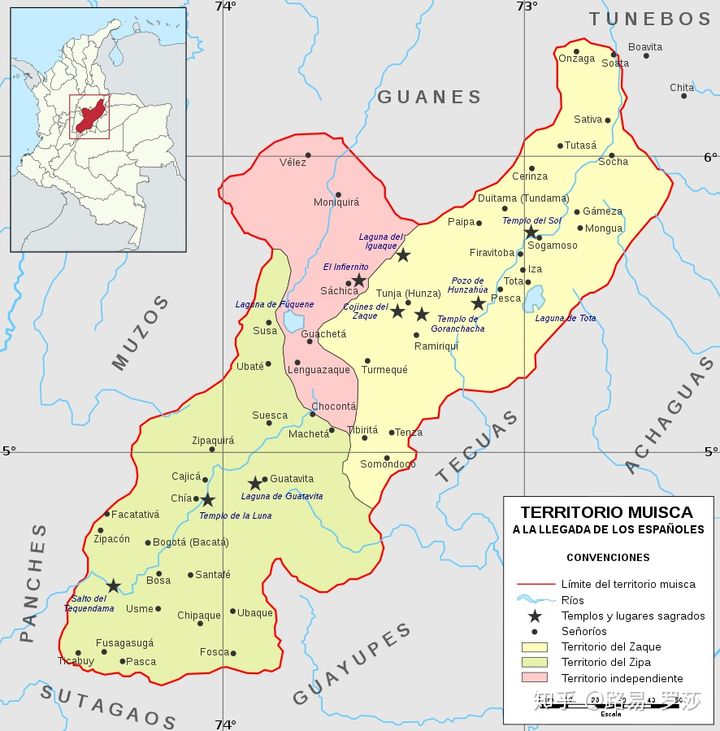 74°
73°
TUNEBOS
Onzaga
Soatá
Boavita
Chita
GUANES
Sativa
Tutasá
6°
Socha
Vélez
Cerinza
Moniquirá
Duitama (Tundama)
Gámeza
Paipa
Templo del Sol
Mongua
Laguna del
Iguaque
Sogamoso
Firavitoba
El Infiernito
Iza
Pozo de
Hunzahúa
Tota
Sáchica
Tunja (Hunza)
Pesca
Laguna de Fúquene
Cojines del
Zaque
Templo de
Goranchacha
Laguna de Tota
MUZOS
Susa
Guachetá
Ramiriquí
Ubaté
Lenguazaque
Turmequé
ACHAGUAS
Chocontá
Suesca
TECUAS
Machetá
Tibiritá
Tenza
Zipaquirá
5°
5°
Somondoco
Cajicá
Guatavita
Chía
Laguna de Guatavita
Templo de la Luna
Facatativá
Zipacón
Bogotá (Bacatá)
PANCHES
Bosa
Santafé
Salto del
Tequendama
Usme
Chipaque
Ubaque
Fusagasugá
Ticabuy
Pasca
Fosca
GUAYUPES
SUTAGAOS
74°
TERRITORIO MUISCA
A LA LLEGADA DE LOS ESPAÑOLES
CONVENCIONES
Límite del territorio muisca
Ríos
Templos y lugares sagrados
Señoríos
Territorio del Zaque
Territorio del Zipa
Territorio independiente
知乎 @路易·罗莎
Escala